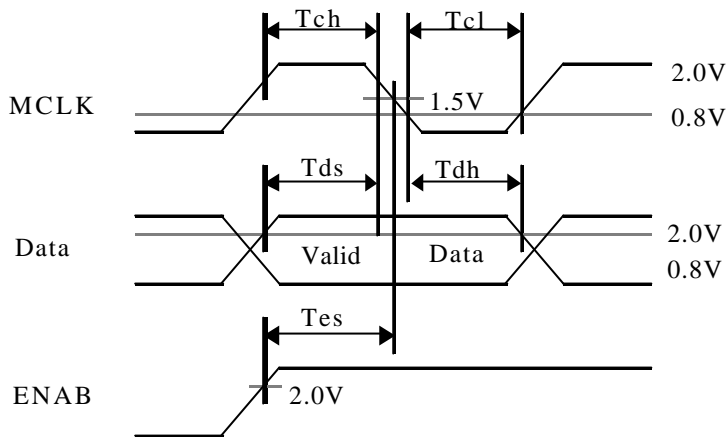 Tch Tcl
2.0V
MCLK 1.5V
0.8V
Tds Tdh
2.0V
Data Valid Data
0.8V
Tes
ENAB 2.0V